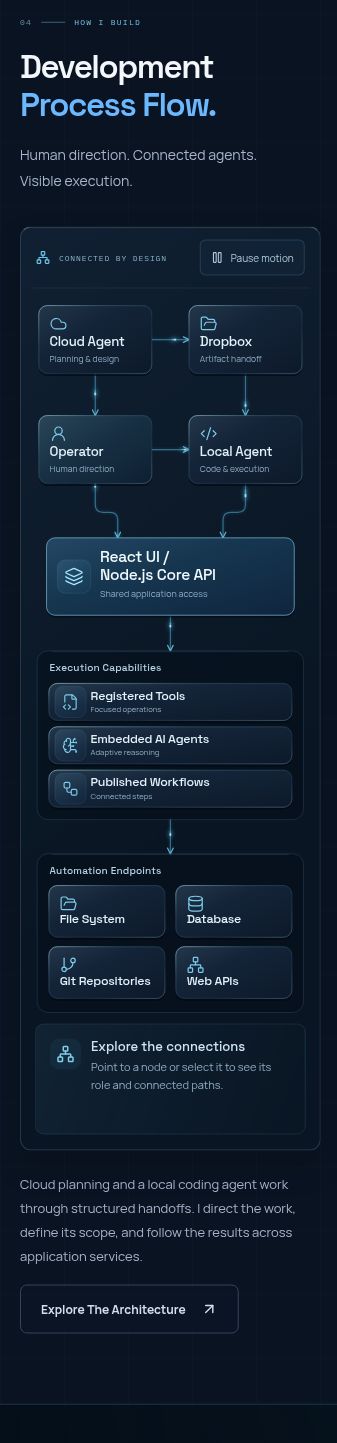 04 HOW I BUILD
Development
Process Flow.
Human direction. Connected agents.
Visible execution.
CONNECTED BY DESIGN
Pause motion
Cloud Agent
Planning & design
Dropbox
Artifact handoff
Operator
Human direction
Local Agent
Code & execution
React UI /
Node.js Core API
Shared application access
Execution Capabilities
Registered Tools
Focused operations
Embedded AI Agents
Adaptive reasoning
Published Workflows
Connected steps
Automation Endpoints
File System
Database
Git Repositories
Web APIs
Explore the connections
Point to a node or select it to see its
role and connected paths.
Cloud planning and a local coding agent work
through structured handoffs. I direct the work,
define its scope, and follow the results across
application services.
Explore The Architecture